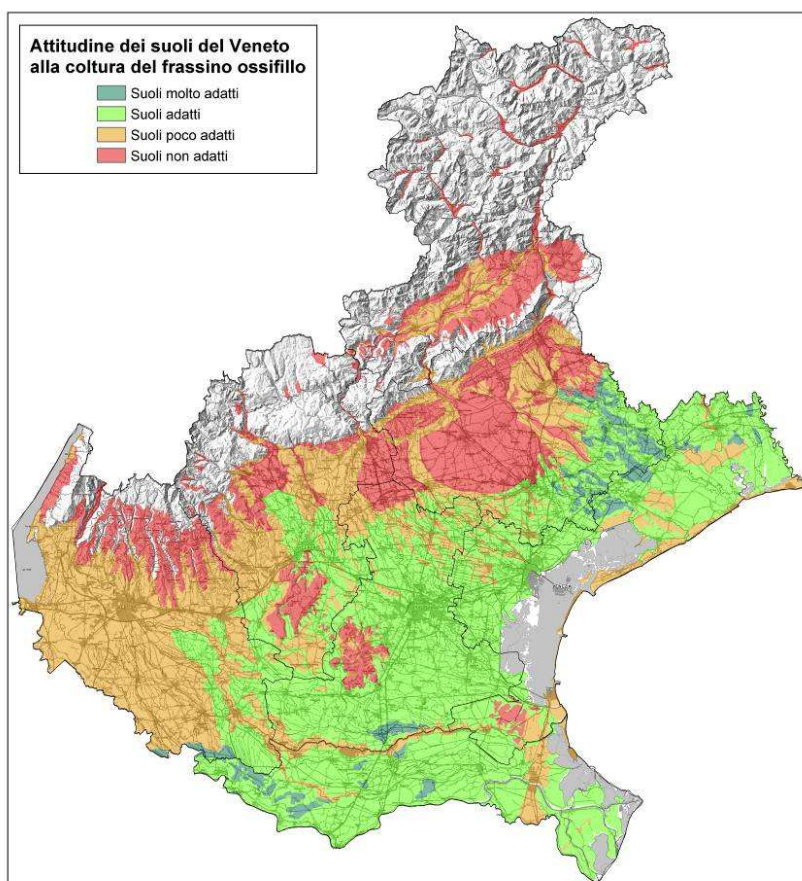 Attitudine dei suoli del Veneto
alla coltura del frassino ossifillo
Suoli molto adatti
Suoli adatti
Suoli poco adatti
Suoli non adatti